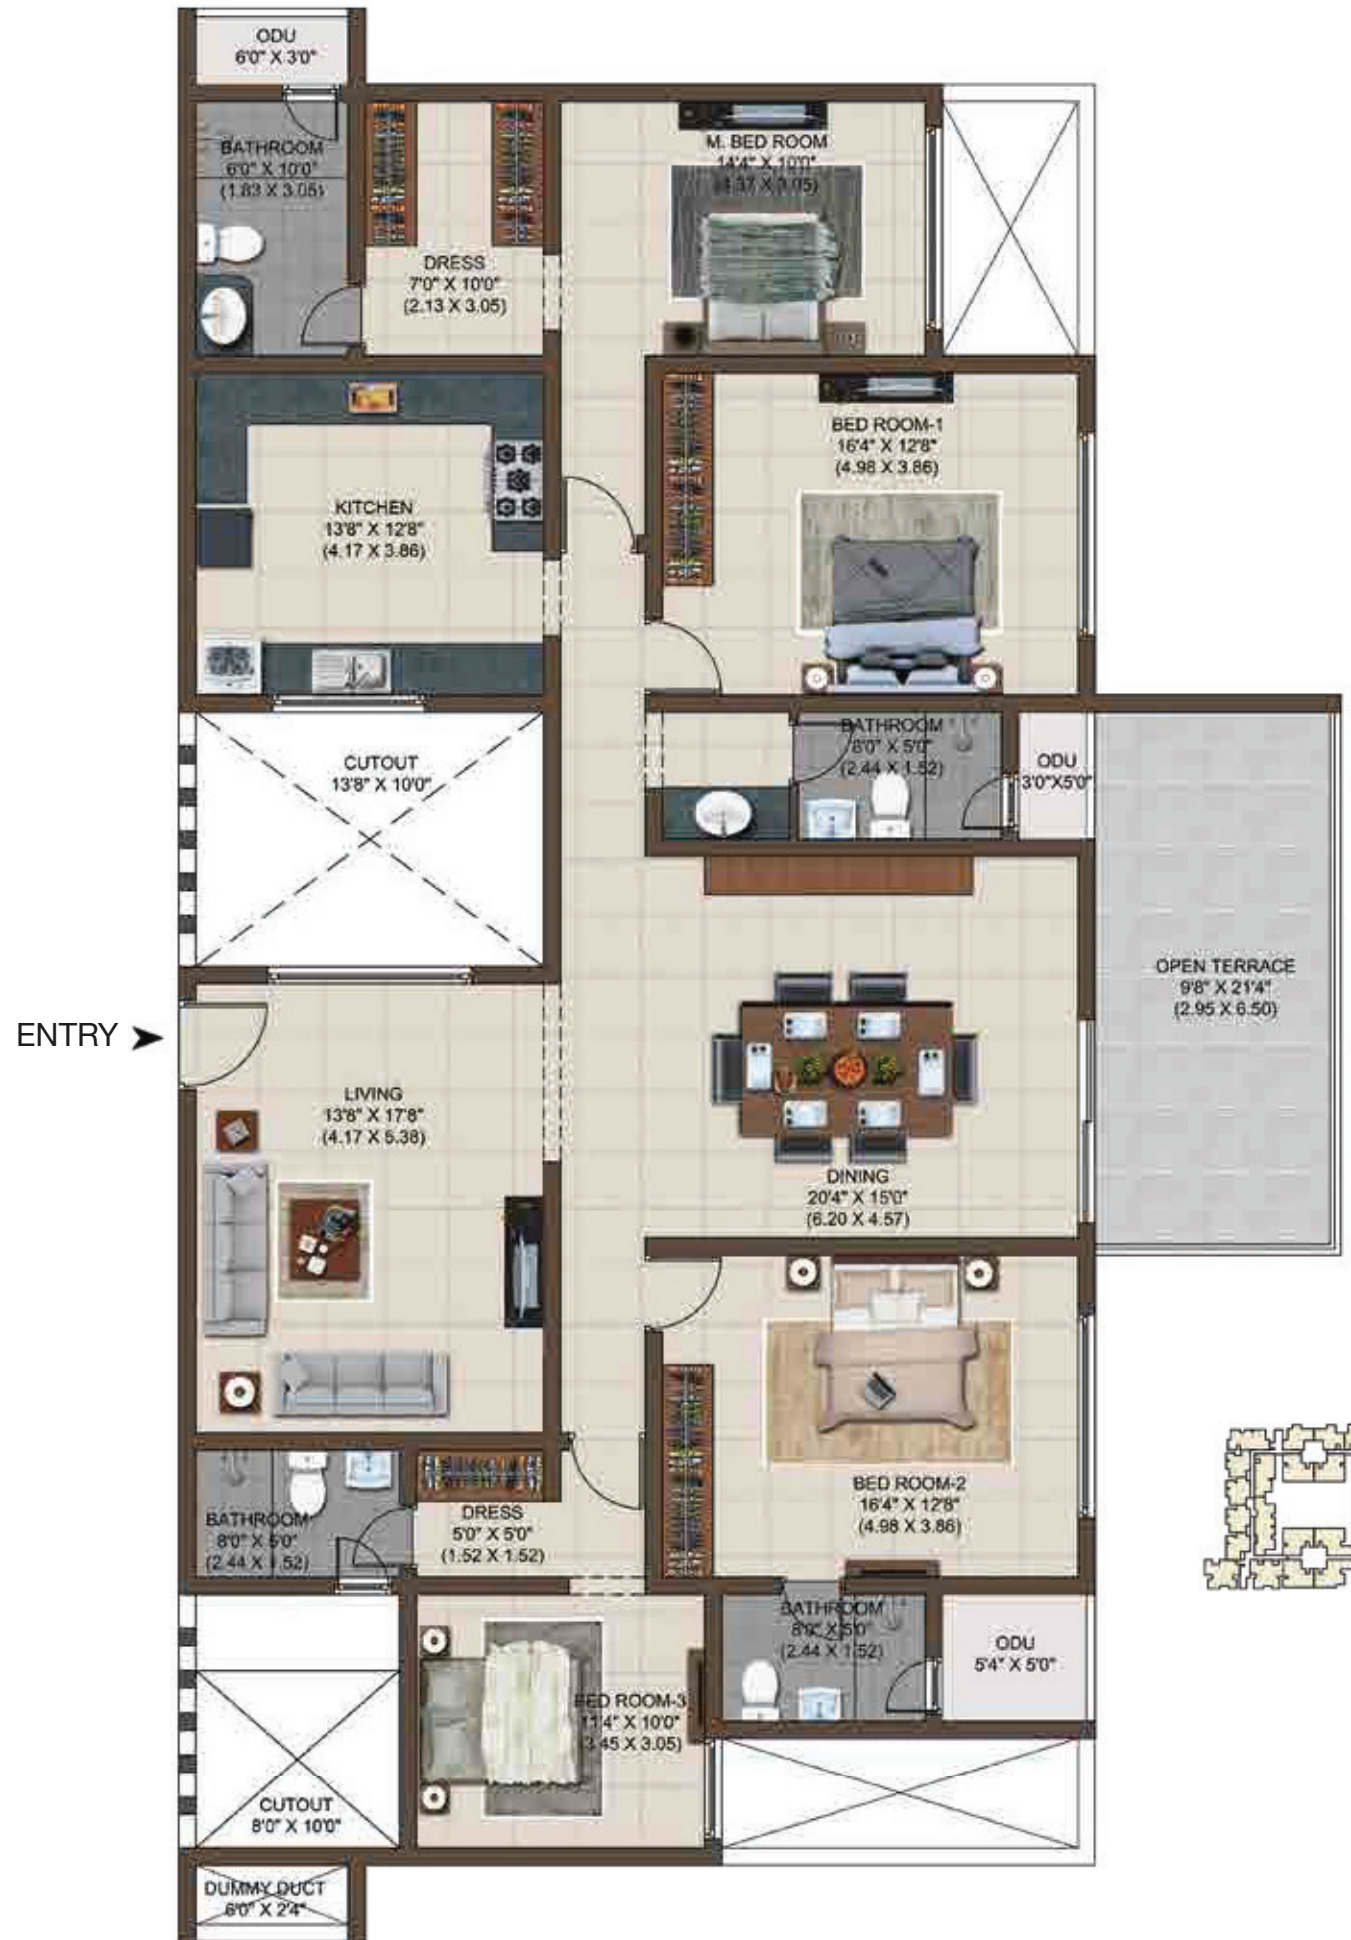 ODU
6'0" X 3'0"
BATHROOM
6'0" X 10'0"
(1.83 X 3.05)
M. BED ROOM
14'4" X 10'0"
(4.37 X 3.05)
DRESS
7'0" X 10'0"
(2.13 X 3.05)
BED ROOM-1
16'4" X 12'8"
(4.98 X 3.86)
KITCHEN
13'8" X 12'8"
(4.17 X 3.86)
BATHROOM
8'0" X 5'0"
(2.44 X 1.52)
ODU
3'0"X5'0"
CUTOUT
13'8" X 10'0"
OPEN TERRACE
9'8" X 21'4"
(2.95 X 6.50)
ENTRY
LIVING
13'8" X 17'8"
(4.17 X 5.38)
DINING
20'4" X 15'0"
(6.20 X 4.57)
BED ROOM-2
16'4" X 12'8"
(4.98 X 3.86)
BATHROOM
8'0" X 5'0"
(2.44 X 1.52)
DRESS
5'0" X 5'0"
(1.52 X 1.52)
BATHROOM
8'0" X 5'0"
(2.44 X 1.52)
ODU
5'4" X 5'0"
BED ROOM-3
11'4" X 10'0"
(3.45 X 3.05)
CUTOUT
8'0" X 10'0"
DUMMY DUCT
6'0" X 2'4"